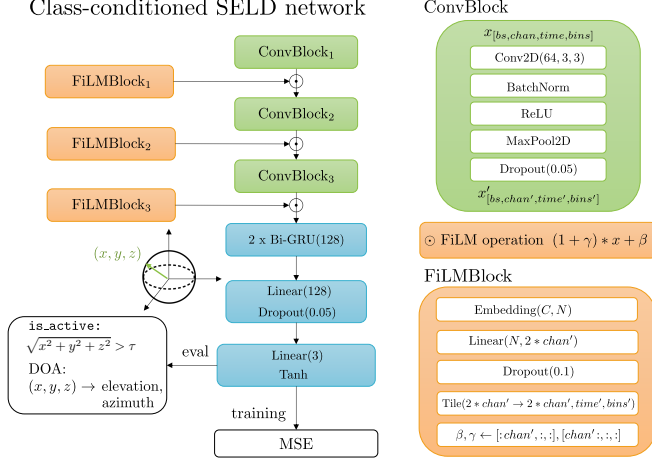 Class-conditioned SELD network
ConvBlock₁
FiLMBlock₁
ConvBlock₂
FiLMBlock₂
ConvBlock₃
FiLMBlock₃
2 x Bi-GRU(128)
(x, y, z)
Linear(128)
Dropout(0.05)
Linear(3)
Tanh
eval
is_active:
√x² + y² + z² > τ
DOA:
(x, y, z) → elevation,
azimuth
training
MSE
ConvBlock
x[bs,chan,time,bins]
Conv2D(64, 3, 3)
BatchNorm
ReLU
MaxPool2D
Dropout(0.05)
x′[bs,chan′,time′,bins′]
⊙ FiLM operation (1 + γ) * x + β
FiLMBlock
Embedding(C, N)
Linear(N, 2 * chan′)
Dropout(0.1)
Tile(2 * chan′ → 2 * chan′, time′, bins′)
β, γ ← [: chan′, :, :], [chan′ :, :, :]